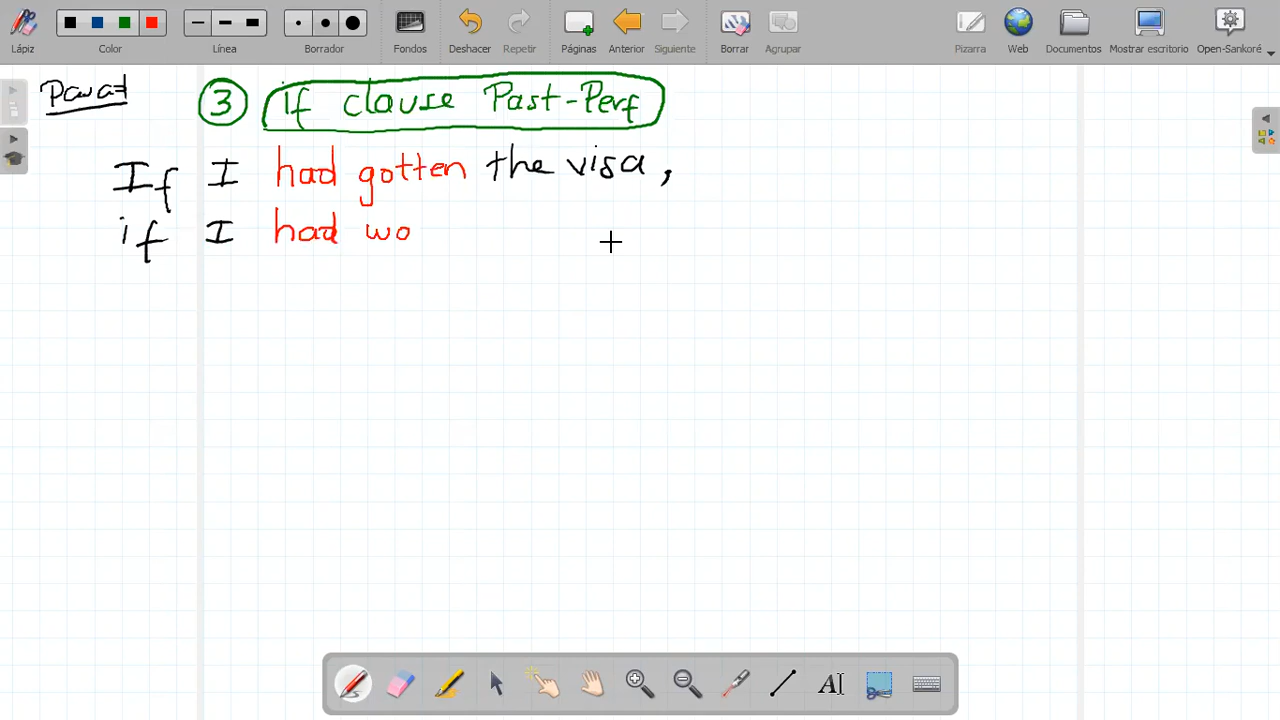 Lápiz Color Línea Borrador Fondos Deshacer Repetir Páginas Anterior Siguiente Borrar Agrupar Pizarra Web Documentos Mostrar escritorio Open-Sankoré
③ if clause Past-Perf
If I had gotten the visa,
if I had wo
AI